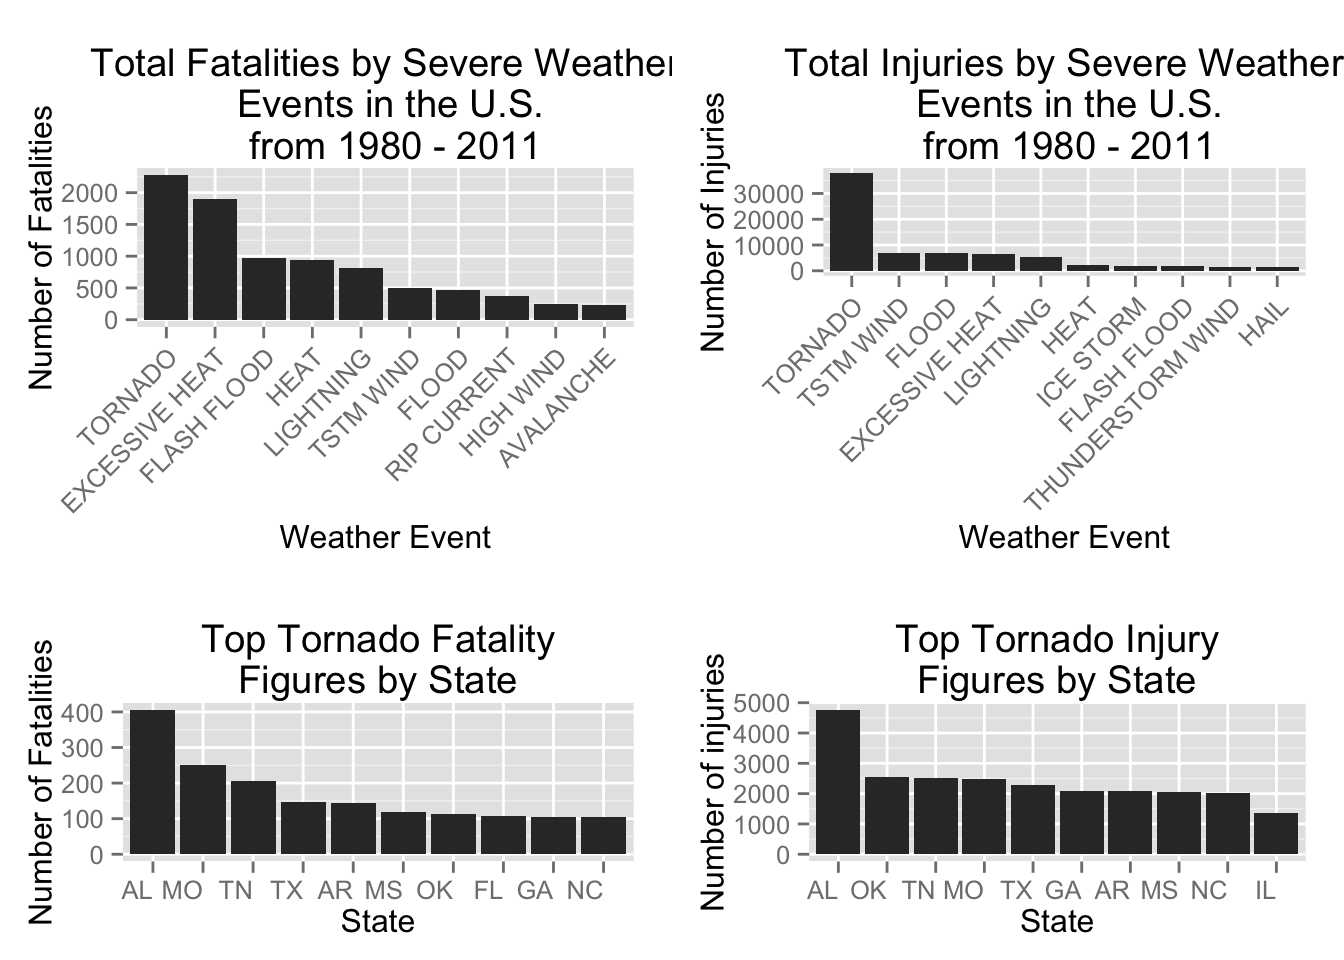 Total Fatalities by Severe Weather
Events in the U.S.
from 1980 - 2011
Number of Fatalities
2000
1500
1000
500
0
TORNADO
EXCESSIVE HEAT
FLASH FLOOD
HEAT
LIGHTNING
TSTM WIND
FLOOD
RIP CURRENT
HIGH WIND
AVALANCHE
Weather Event
Total Injuries by Severe Weather
Events in the U.S.
from 1980 - 2011
Number of Injuries
30000
20000
10000
0
TORNADO
TSTM WIND
FLOOD
EXCESSIVE HEAT
LIGHTNING
HEAT
ICE STORM
FLASH FLOOD
THUNDERSTORM WIND
HAIL
Weather Event
Top Tornado Fatality
Figures by State
Number of Fatalities
400
300
200
100
0
AL MO TN TX AR MS OK FL GA NC
State
Top Tornado Injury
Figures by State
Number of injuries
5000
4000
3000
2000
1000
0
AL OK TN MO TX GA AR MS NC IL
State